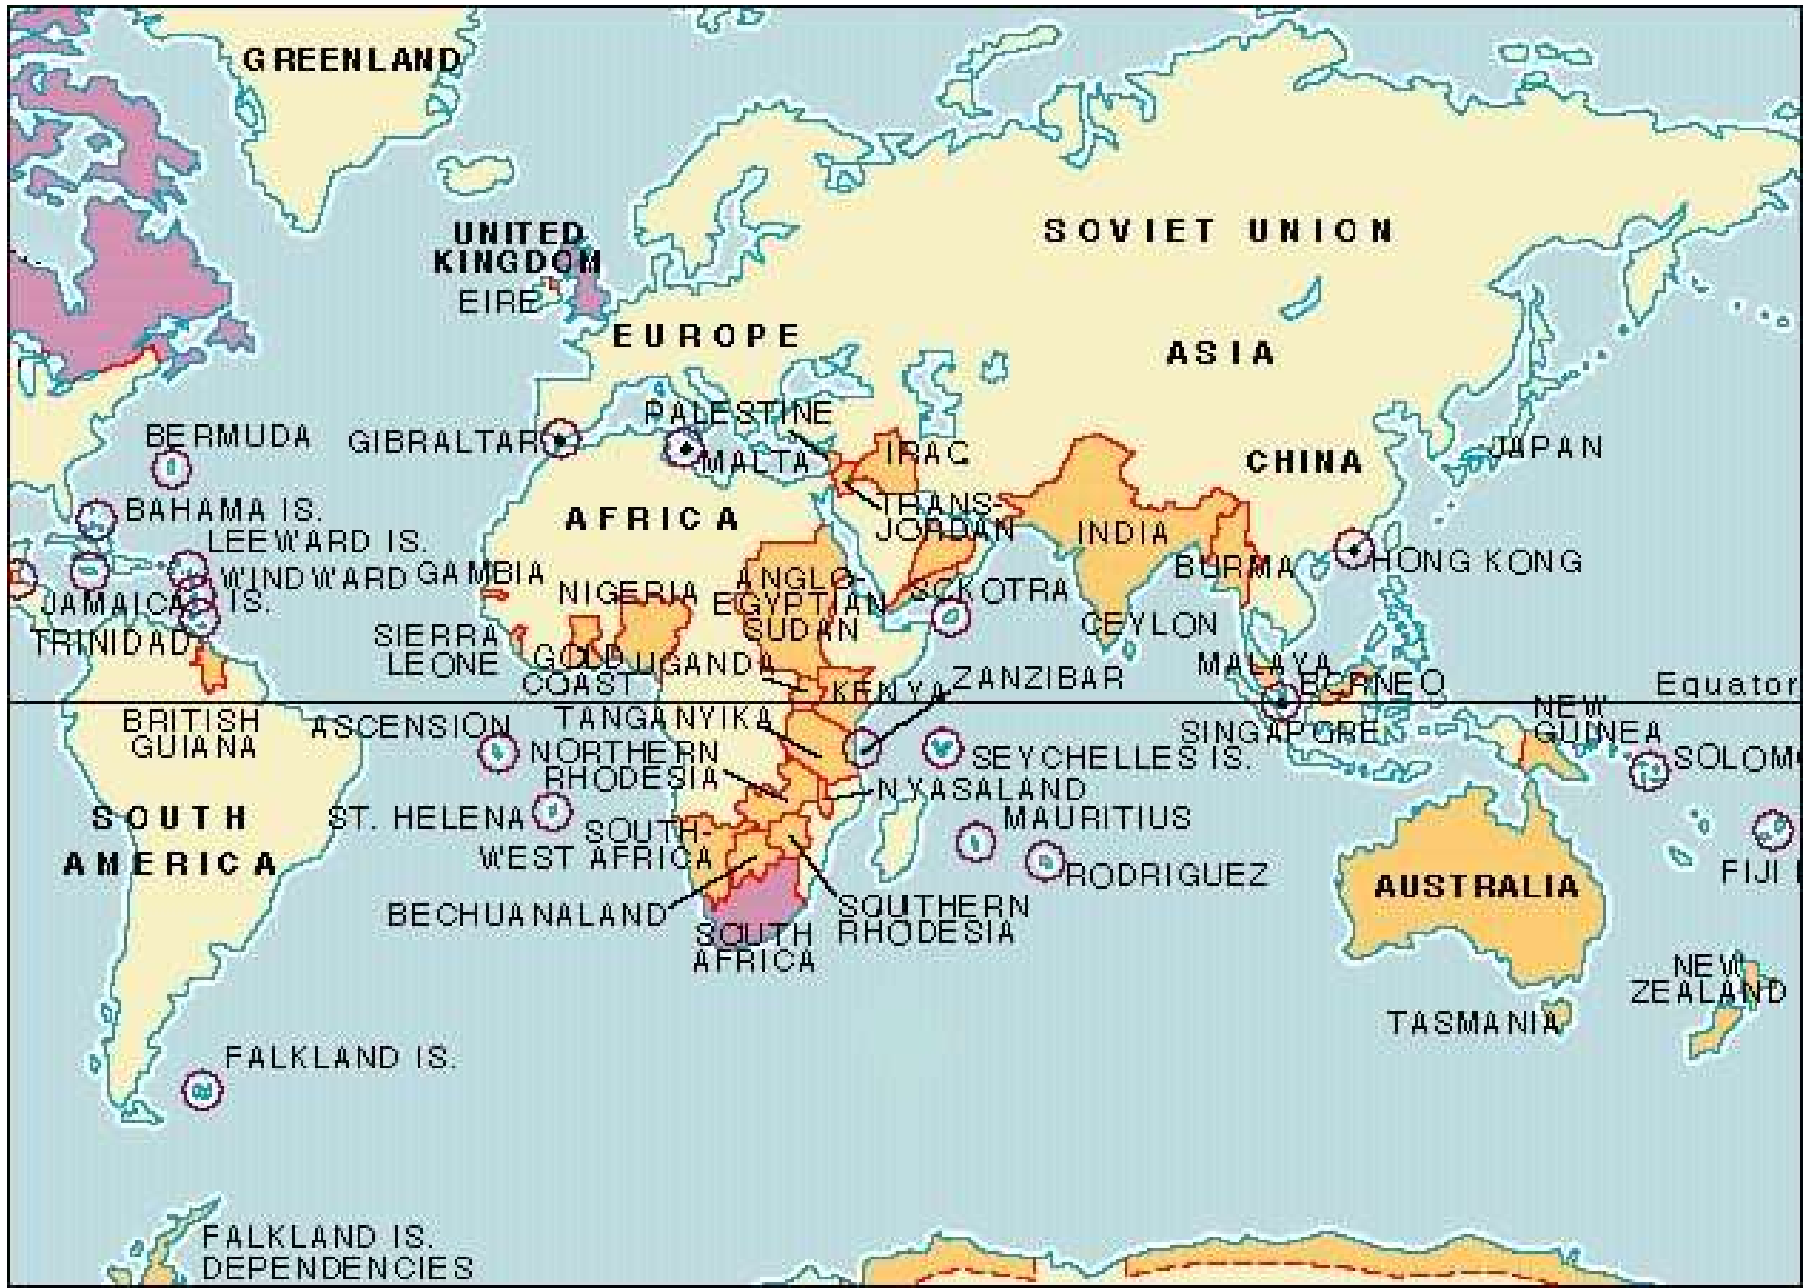 GREENLAND
UNITED
KINGDOM
EIRE
SOVIET UNION
EUROPE
ASIA
PALESTINE
BERMUDA
GIBRALTAR
MALTA
IRAQ
CHINA
JAPAN
BAHAMA IS.
AFRICA
TRANS-
JORDAN
INDIA
LEEWARD IS.
HONG KONG
WINDWARD
IS.
GAMBIA
BURMA
JAMAICA
NIGERIA
ANGLO-
EGYPTIAN
SUDAN
SOKOTRA
CEYLON
TRINIDAD
SIERRA
LEONE
GOLD
COAST
UGANDA
KENYA
ZANZIBAR
MALAYA
BORNEO
Equator
BRITISH
GUIANA
ASCENSION
TANGANYIKA
SINGAPORE
NEW
GUINEA
NORTHERN
RHODESIA
SEYCHELLES IS.
SOLOM
NYASALAND
SOUTH
AMERICA
ST. HELENA
SOUTH-
WEST AFRICA
MAURITIUS
RODRIGUEZ
FIJI I
AUSTRALIA
BECHUANALAND
SOUTHERN
RHODESIA
SOUTH
AFRICA
NEW
ZEALAND
TASMANIA
FALKLAND IS.
FALKLAND IS.
DEPENDENCIES